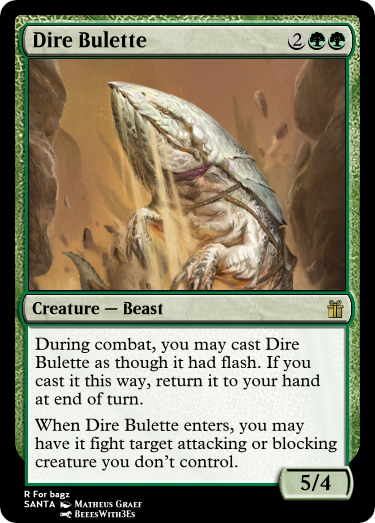 Dire Bulette 2
Creature — Beast
During combat, you may cast Dire
Bulette as though it had flash. If you
cast it this way, return it to your hand
at end of turn.
When Dire Bulette enters, you may
have it fight target attacking or blocking
creature you don't control.
5/4
R For bagz
SANTA Matheus Graef
BeeesWith3Es